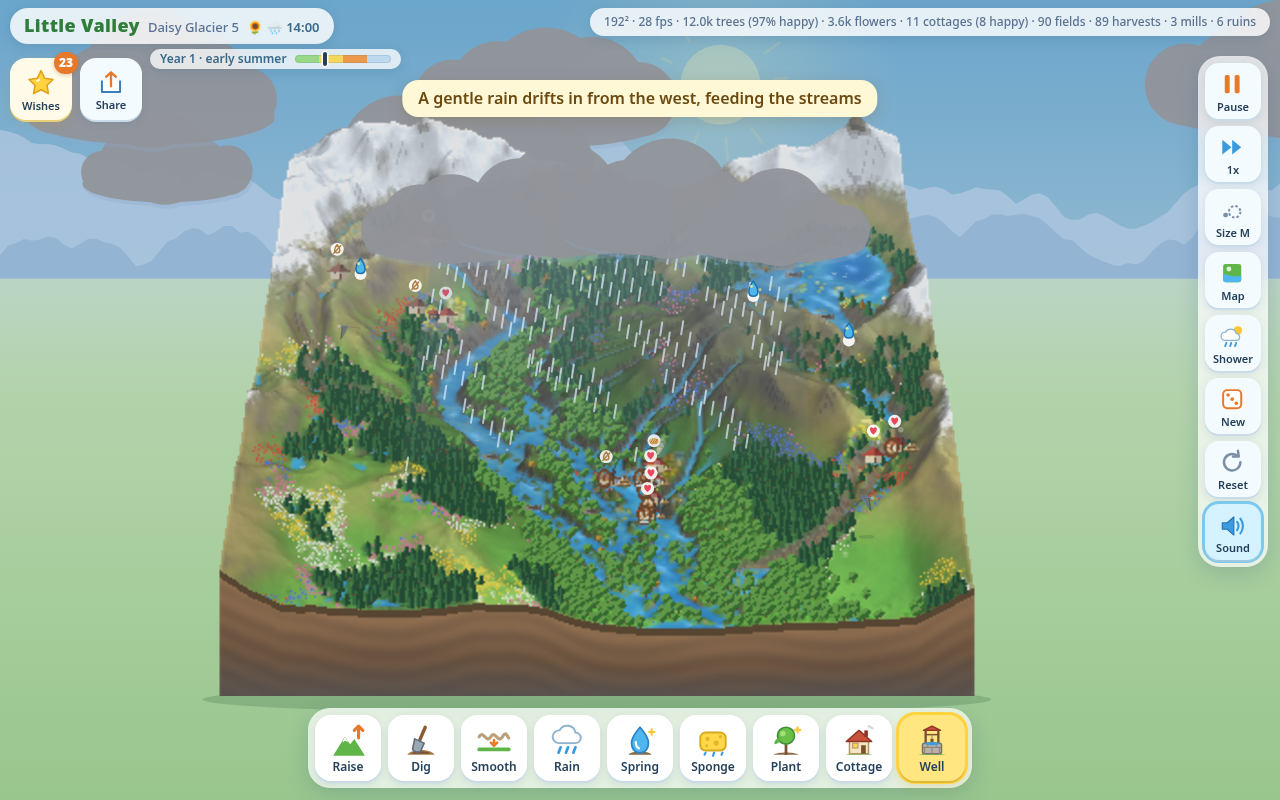 Little Valley Daisy Glacier 5 14:00
192² · 28 fps · 12.0k trees (97% happy) · 3.6k flowers · 11 cottages (8 happy) · 90 fields · 89 harvests · 3 mills · 6 ruins
Year 1 · early summer
23
Wishes
Share
A gentle rain drifts in from the west, feeding the streams
Pause
1x
Size M
Map
Shower
New
Reset
Sound
Raise
Dig
Smooth
Rain
Spring
Sponge
Plant
Cottage
Well